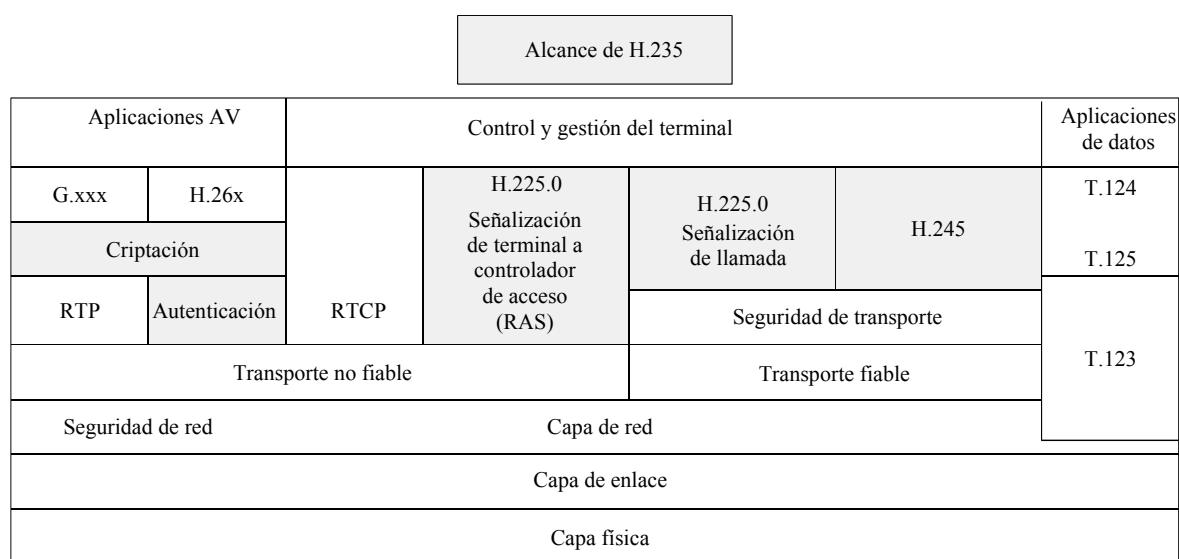 Alcance de H.235
Aplicaciones AV
Control y gestión del terminal
Aplicaciones
de datos
G.xxx
H.26x
Criptación
RTP
Autenticación
RTCP
H.225.0
Señalización
de terminal a
controlador
de acceso
(RAS)
H.225.0
Señalización
de llamada
H.245
Seguridad de transporte
T.124
T.125
T.123
Transporte no fiable
Transporte fiable
Seguridad de red
Capa de red
Capa de enlace
Capa física